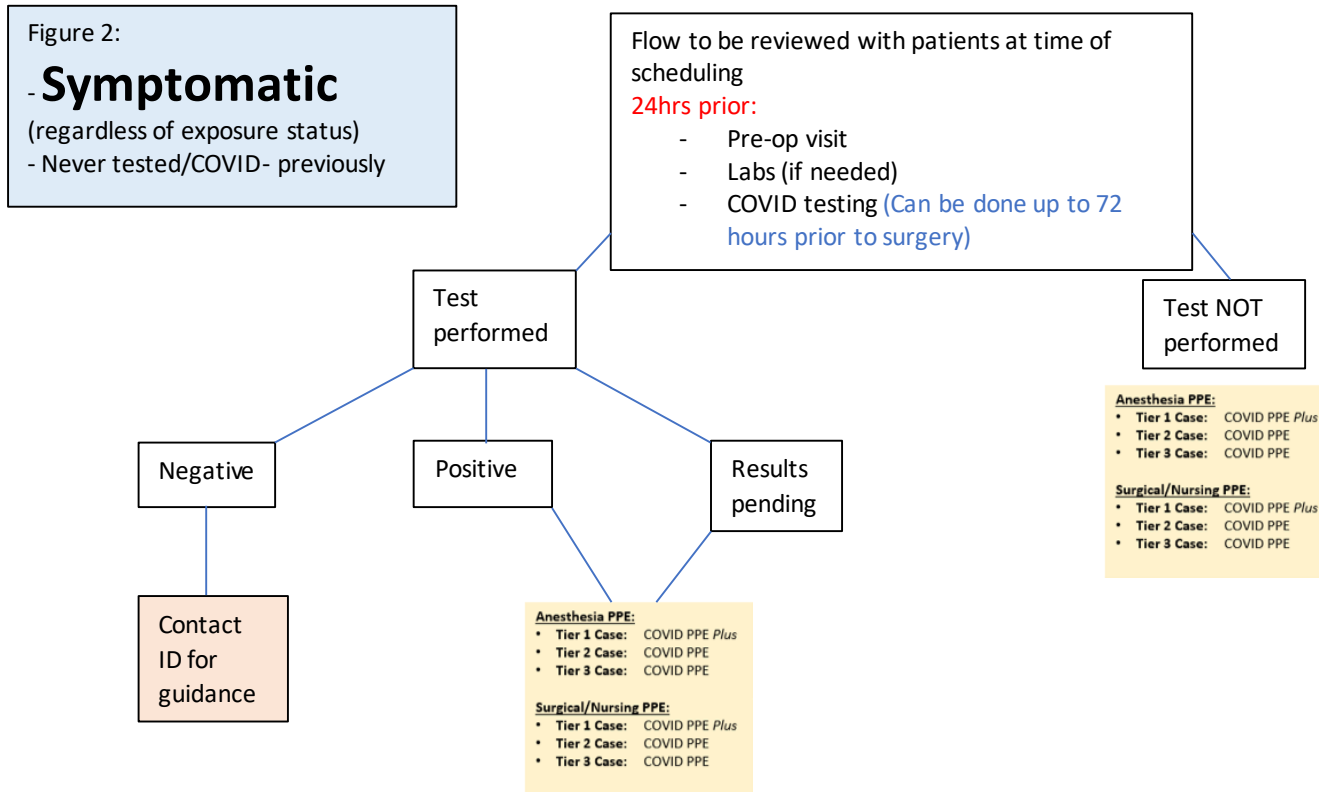 Figure 2:
- Symptomatic
(regardless of exposure status)
- Never tested/COVID- previously
Flow to be reviewed with patients at time of
scheduling
24hrs prior:
- Pre-op visit
- Labs (if needed)
- COVID testing (Can be done up to 72
hours prior to surgery)
Test
performed
Test NOT
performed
Negative
Positive
Results
pending
Contact
ID for
guidance
Anesthesia PPE:
• Tier 1 Case: COVID PPE Plus
• Tier 2 Case: COVID PPE
• Tier 3 Case: COVID PPE
Surgical/Nursing PPE:
• Tier 1 Case: COVID PPE Plus
• Tier 2 Case: COVID PPE
• Tier 3 Case: COVID PPE
Anesthesia PPE:
• Tier 1 Case: COVID PPE Plus
• Tier 2 Case: COVID PPE
• Tier 3 Case: COVID PPE
Surgical/Nursing PPE:
• Tier 1 Case: COVID PPE Plus
• Tier 2 Case: COVID PPE
• Tier 3 Case: COVID PPE